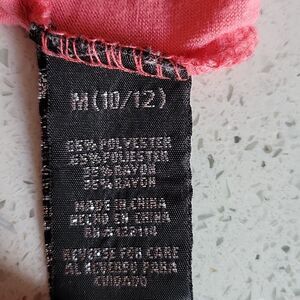 M(10/12)
65% POLYESTER
65% POLIESTER
35% RAYON
35% RAYON
MADE IN CHINA
HECHO EN CHINA
REVERSE FOR CARE
AL REVERSO PARA
CUIDADO